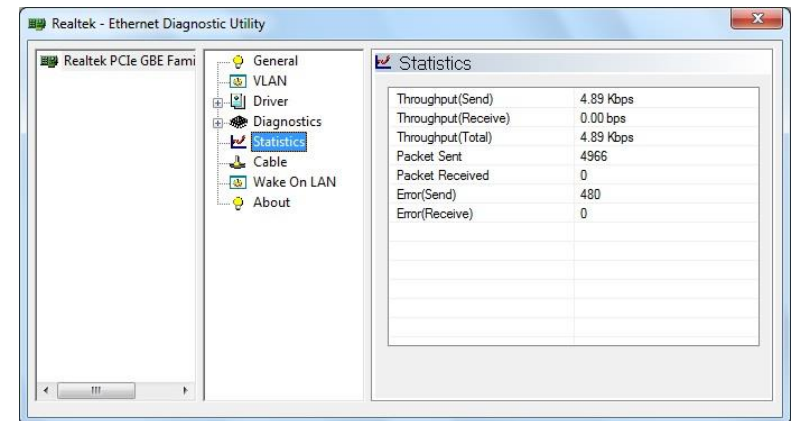 Realtek - Ethernet Diagnostic Utility
Realtek PCIe GBE Fami
General
VLAN
Driver
Diagnostics
Statistics
Cable
Wake On LAN
About
Statistics
Throughput(Send) 4.89 Kbps
Throughput(Receive) 0.00 bps
Throughput(Total) 4.89 Kbps
Packet Sent 4966
Packet Received 0
Error(Send) 480
Error(Receive) 0